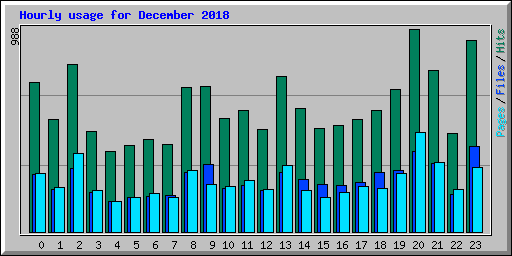 Hourly usage for December 2018
988
Pages / Files / Hits
0 1 2 3 4 5 6 7 8 9 10 11 12 13 14 15 16 17 18 19 20 21 22 23